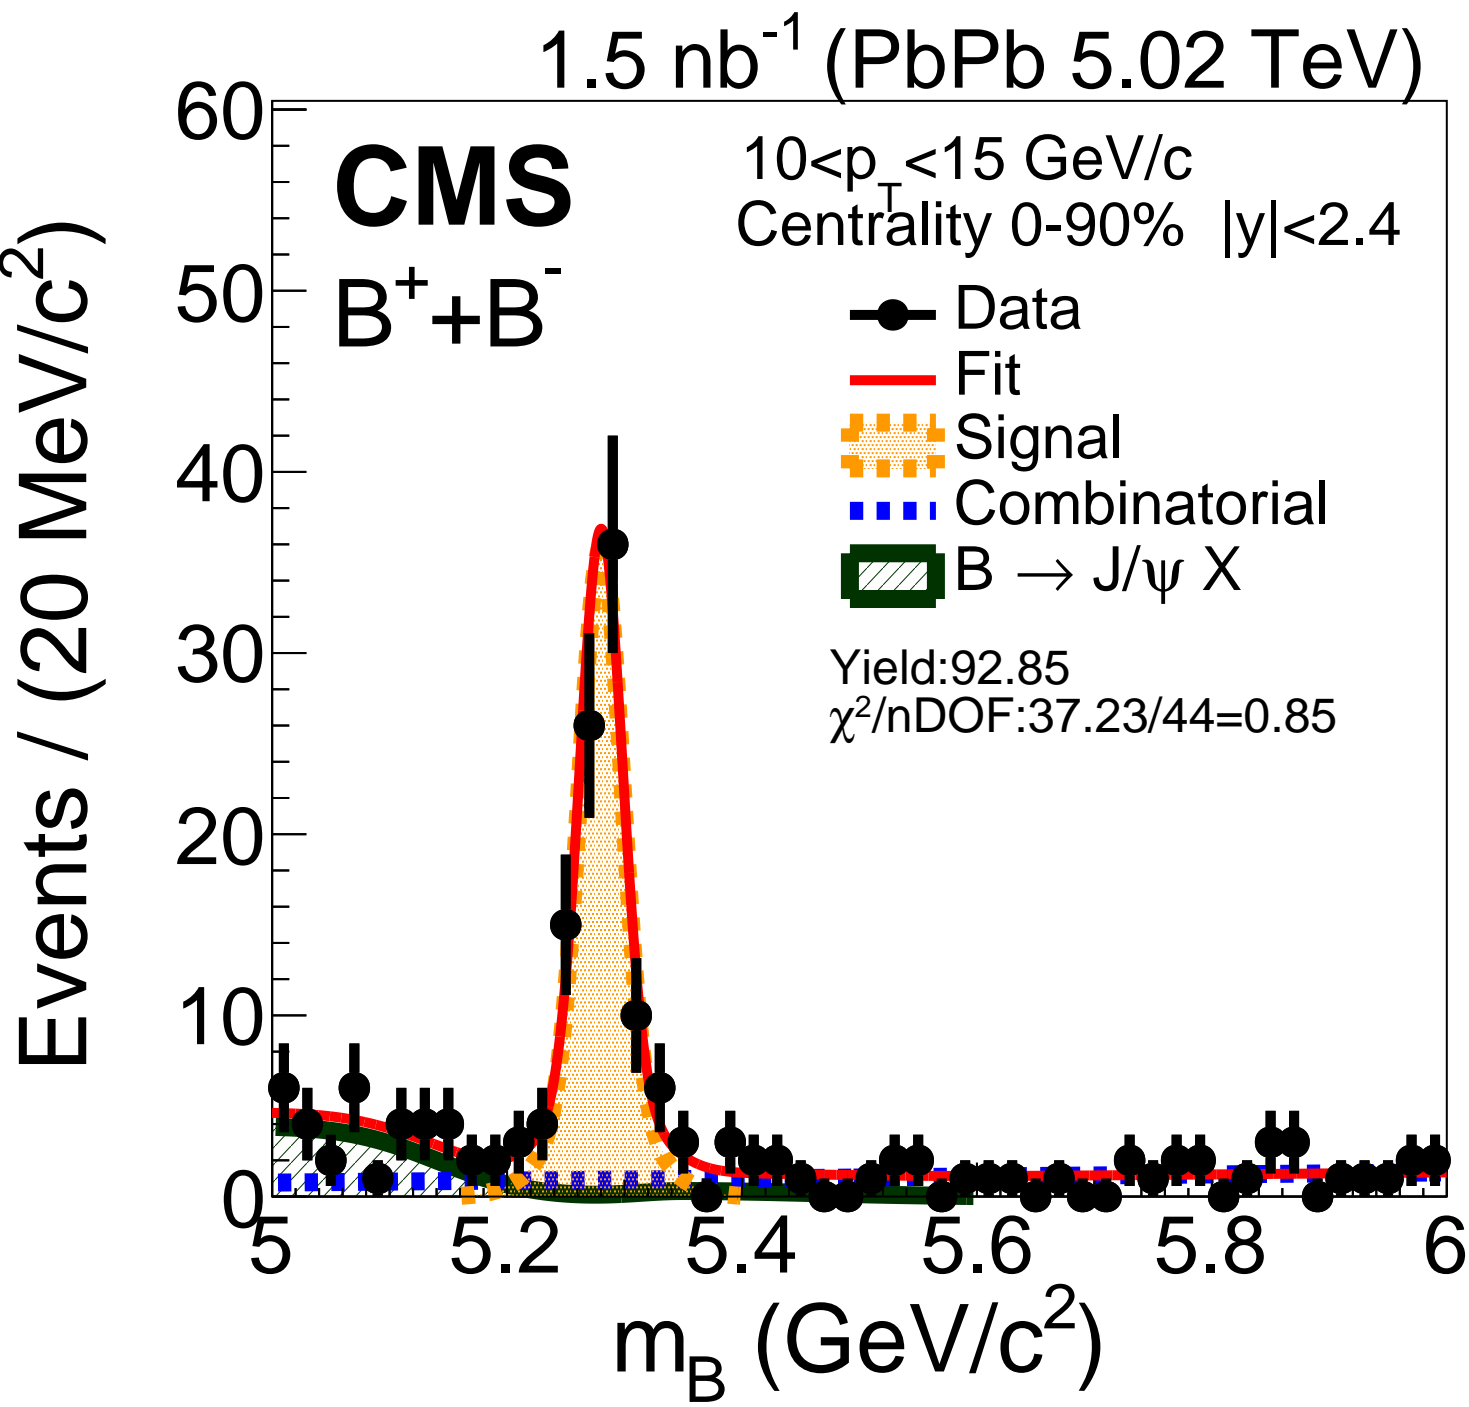 1.5 nb⁻¹ (PbPb 5.02 TeV)
CMS
B⁺+B⁻
10<p_T<15 GeV/c
Centrality 0-90% |y|<2.4
Data
Fit
Signal
Combinatorial
B → J/ψ X
Yield:92.85
χ²/nDOF:37.23/44=0.85
Events / (20 MeV/c²)
60
50
40
30
20
10
0
5 5.2 5.4 5.6 5.8 6
m_B (GeV/c²)